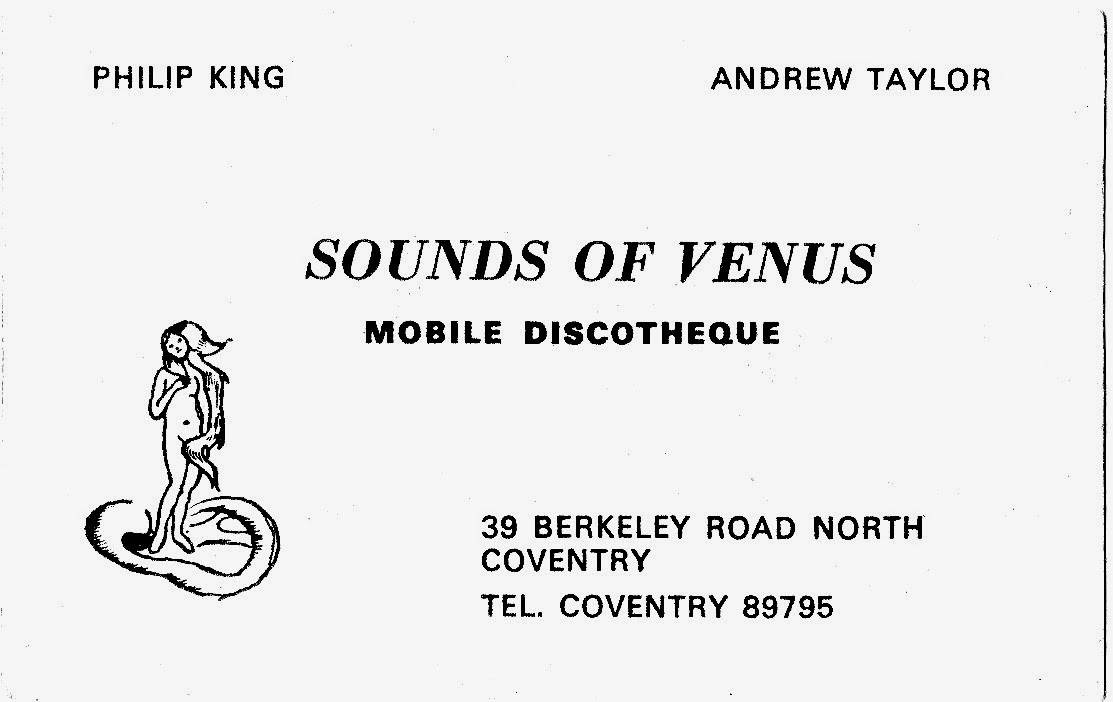 PHILIP KING
ANDREW TAYLOR
SOUNDS OF VENUS
MOBILE DISCOTHEQUE
39 BERKELEY ROAD NORTH
COVENTRY
TEL. COVENTRY 89795